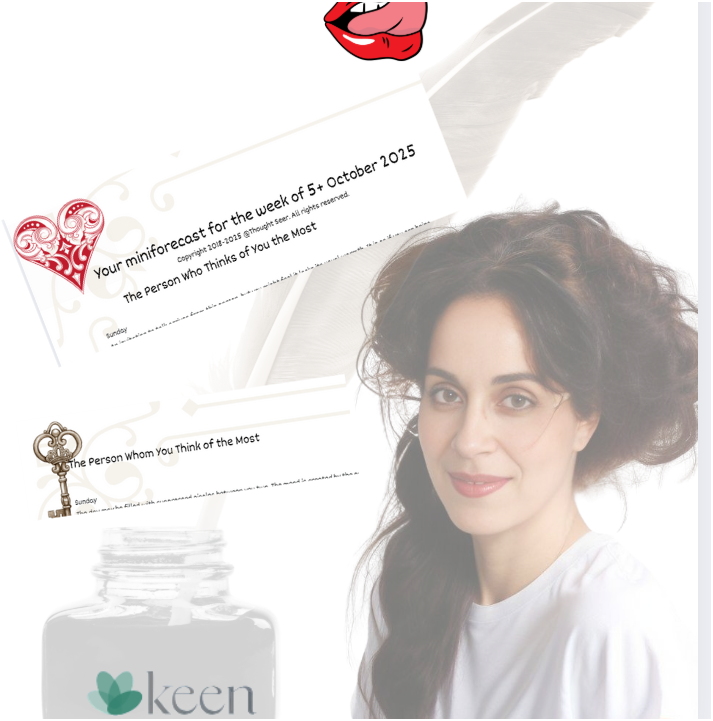 Your miniforecast for the week of 5+ October 2025
Copyright 2018-2025 @Thought Seer. All rights reserved.
The Person Who Thinks of You the Most
Sunday
The Person Whom You Think of the Most
Sunday
keen